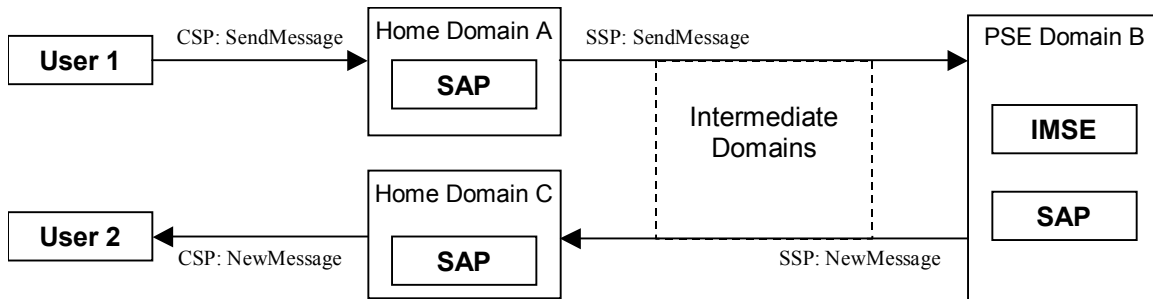 CSP: SendMessage
Home Domain A
SSP: SendMessage
PSE Domain B
User 1
SAP
Intermediate
Domains
IMSE
Home Domain C
SAP
User 2
SAP
CSP: NewMessage
SSP: NewMessage